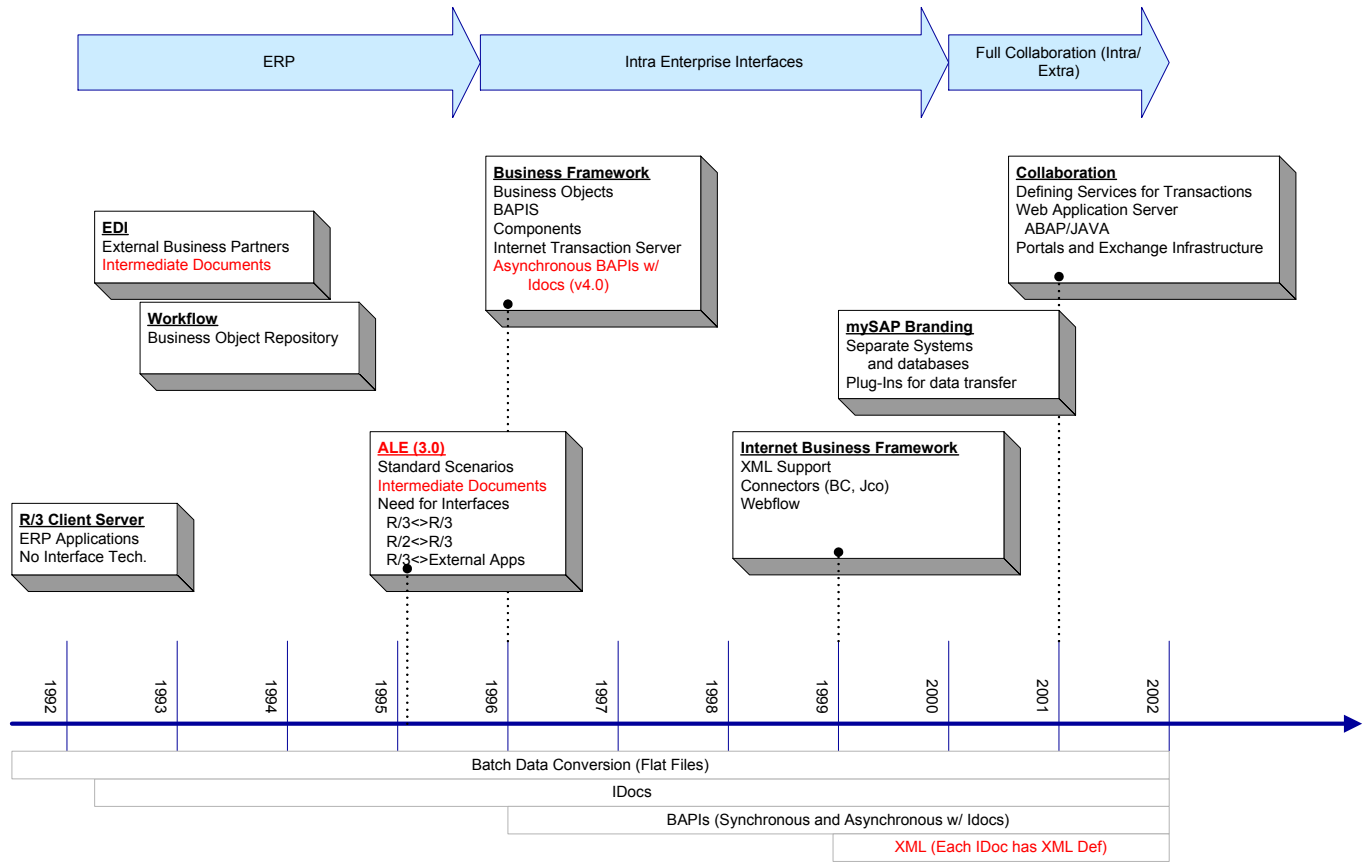 ERP
Intra Enterprise Interfaces
Full Collaboration (Intra/
Extra)
EDI
External Business Partners
Intermediate Documents
Workflow
Business Object Repository
Business Framework
Business Objects
BAPIS
Components
Internet Transaction Server
Asynchronous BAPIs w/
Idocs (v4.0)
Collaboration
Defining Services for Transactions
Web Application Server
ABAP/JAVA
Portals and Exchange Infrastructure
mySAP Branding
Separate Systems
and databases
Plug-Ins for data transfer
R/3 Client Server
ERP Applications
No Interface Tech.
ALE (3.0)
Standard Scenarios
Intermediate Documents
Need for Interfaces
R/3<>R/3
R/2<>R/3
R/3<>External Apps
Internet Business Framework
XML Support
Connectors (BC, Jco)
Webflow
1992
1993
1994
1995
1996
1997
1998
1999
2000
2001
2002
Batch Data Conversion (Flat Files)
IDocs
BAPIs (Synchronous and Asynchronous w/ Idocs)
XML (Each IDoc has XML Def)